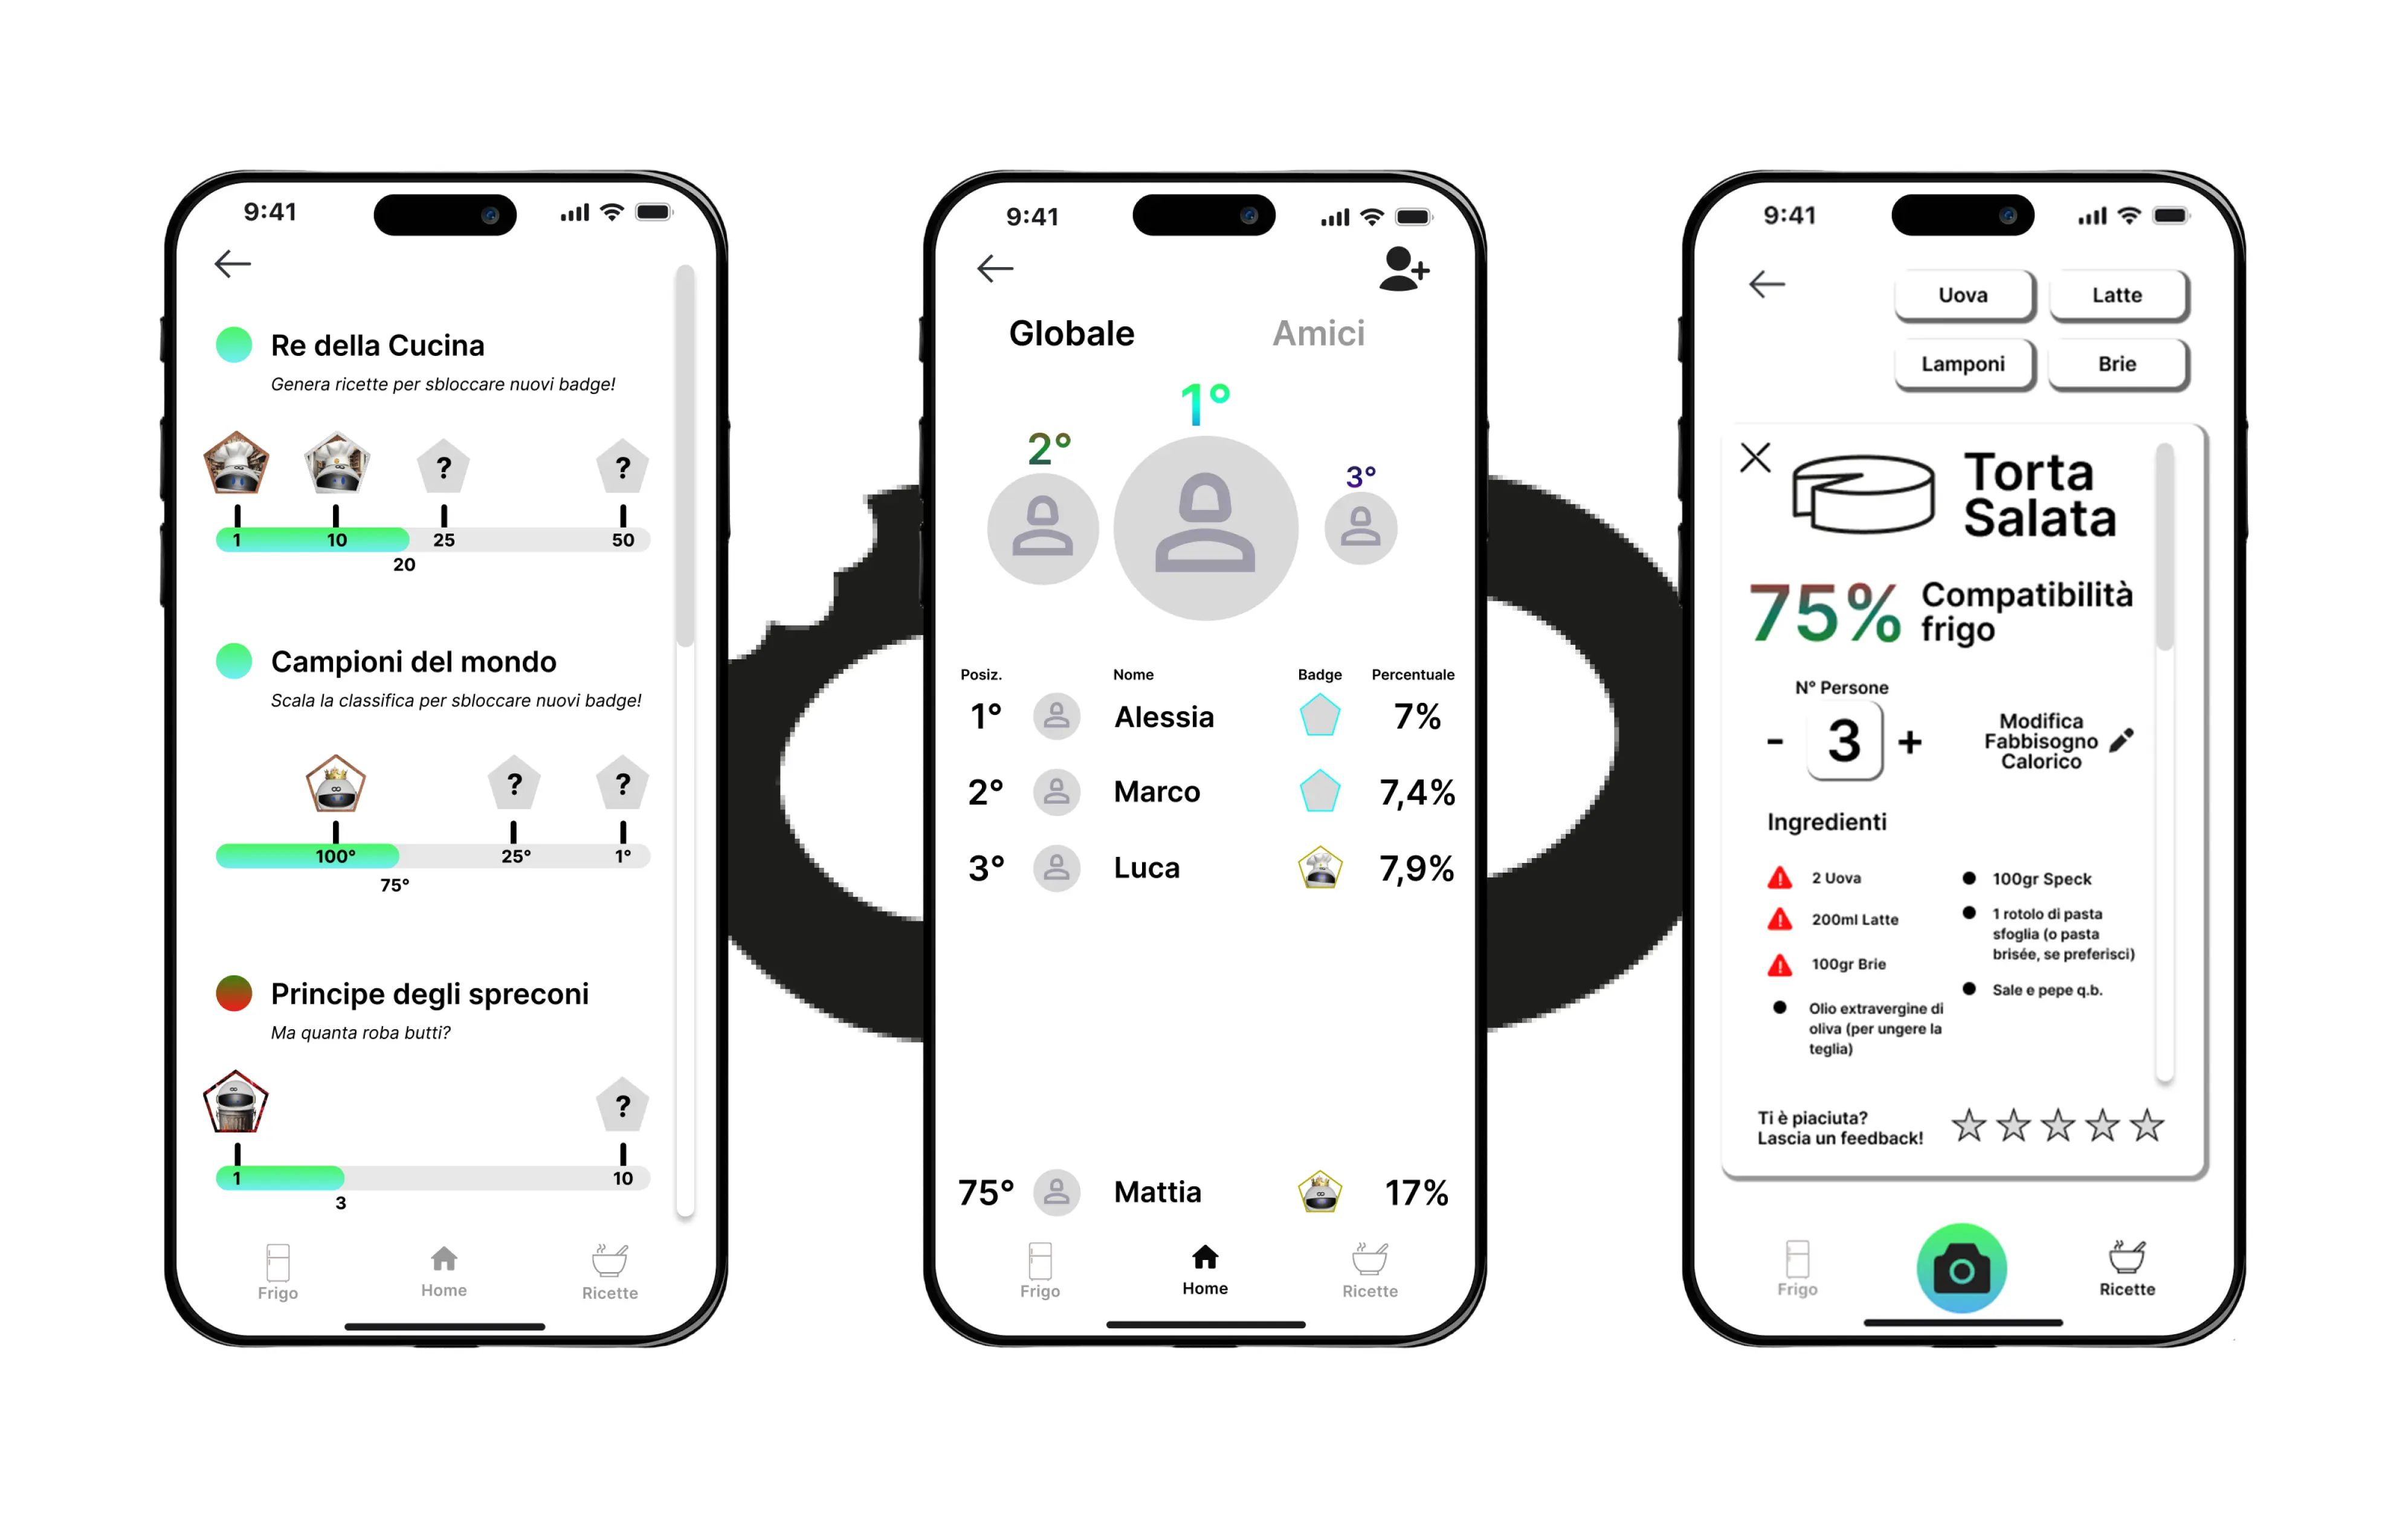 9:41
Re della Cucina
Genera ricette per sbloccare nuovi badge!
? ?
1 10 25 50
20
Campioni del mondo
Scala la classifica per sbloccare nuovi badge!
? ?
100° 25° 1°
75°
Principe degli spreconi
Ma quanta roba butti?
?
1 10
3
Frigo Home Ricette
9:41
Globale Amici
1°
2°
3°
Posiz. Nome Badge Percentuale
1° Alessia 7%
2° Marco 7,4%
3° Luca 7,9%
75° Mattia 17%
Frigo Home Ricette
9:41
Uova Latte
Lamponi Brie
Torta
Salata
75% Compatibilità
frigo
N° Persone
- 3 +
Modifica
Fabbisogno
Calorico
Ingredienti
2 Uova
200ml Latte
100gr Brie
Olio extravergine di
oliva (per ungere la
teglia)
100gr Speck
1 rotolo di pasta
sfoglia (o pasta
brisée, se preferisci)
Sale e pepe q.b.
Ti è piaciuta?
Lascia un feedback!
Frigo Ricette